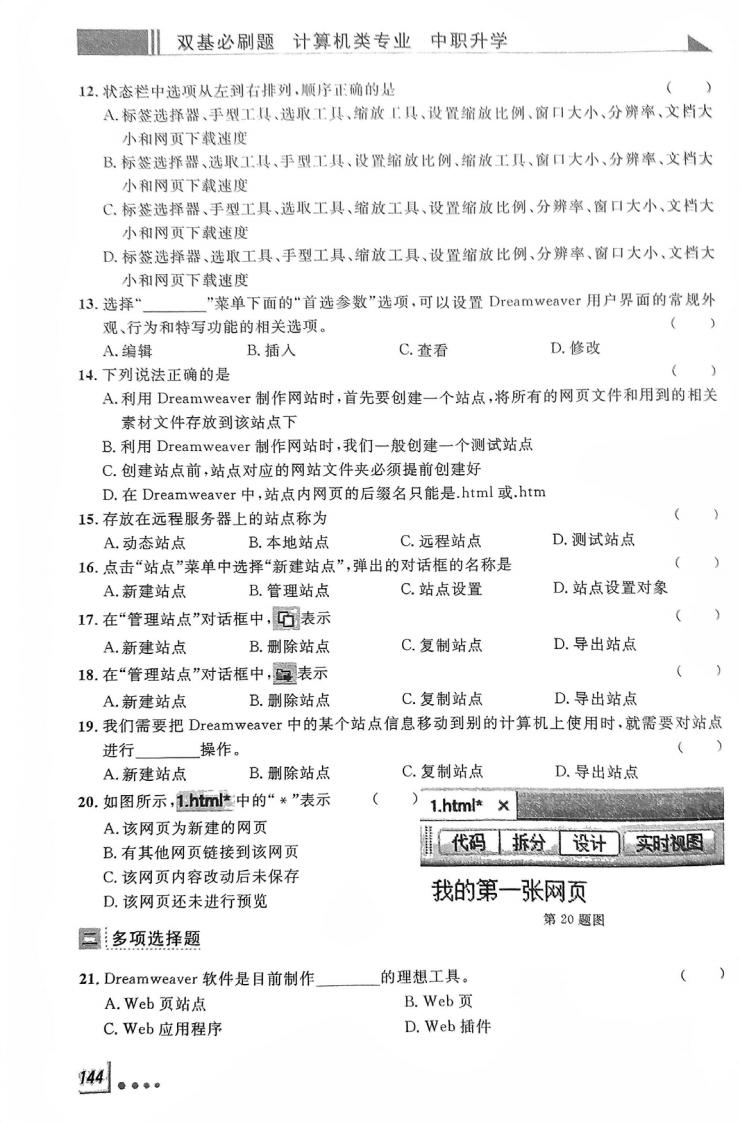 双基必刷题 计算机类专业 中职升学
12. 状态栏中选项从左到右排列,顺序正确的是 ( )
A. 标签选择器、手型工具、选取工具、缩放工具、设置缩放比例、窗口大小、分辨率、文档大
小和网页下载速度
B. 标签选择器、选取工具、手型工具、设置缩放比例、缩放工具、窗口大小、分辨率、文档大
小和网页下载速度
C. 标签选择器、手型工具、选取工具、缩放工具、设置缩放比例、分辨率、窗口大小、文档大
小和网页下载速度
D. 标签选择器、选取工具、手型工具、缩放工具、设置缩放比例、分辨率、窗口大小、文档大
小和网页下载速度
13. 选择“________”菜单下面的“首选参数”选项,可以设置 Dreamweaver 用户界面的常规外
观、行为和特写功能的相关选项。 ( )
A. 编辑 B. 插入 C. 查看 D. 修改
14. 下列说法正确的是 ( )
A. 利用 Dreamweaver 制作网站时,首先要创建一个站点,将所有的网页文件和用到的相关
素材文件存放到该站点下
B. 利用 Dreamweaver 制作网站时,我们一般创建一个测试站点
C. 创建站点前,站点对应的网站文件夹必须提前创建好
D. 在 Dreamweaver 中,站点内网页的后缀名只能是.html 或.htm
15. 存放在远程服务器上的站点称为 ( )
A. 动态站点 B. 本地站点 C. 远程站点 D. 测试站点
16. 点击“站点”菜单中选择“新建站点”,弹出的对话框的名称是 ( )
A. 新建站点 B. 管理站点 C. 站点设置 D. 站点设置对象
17. 在“管理站点”对话框中, 表示 ( )
A. 新建站点 B. 删除站点 C. 复制站点 D. 导出站点
18. 在“管理站点”对话框中, 表示 ( )
A. 新建站点 B. 删除站点 C. 复制站点 D. 导出站点
19. 我们需要把 Dreamweaver 中的某个站点信息移动到别的计算机上使用时,就需要对站点
进行________操作。 ( )
A. 新建站点 B. 删除站点 C. 复制站点 D. 导出站点
20. 如图所示, 1.html* 中的“*”表示 ( )
A. 该网页为新建的网页
B. 有其他网页链接到该网页
C. 该网页内容改动后未保存
D. 该网页还未进行预览
1.html* ×
代码 拆分 设计 实时视图
我的第一张网页
第 20 题图
二 多项选择题
21. Dreamweaver 软件是目前制作________的理想工具。 ( )
A. Web 页站点 B. Web 页
C. Web 应用程序 D. Web 插件
144